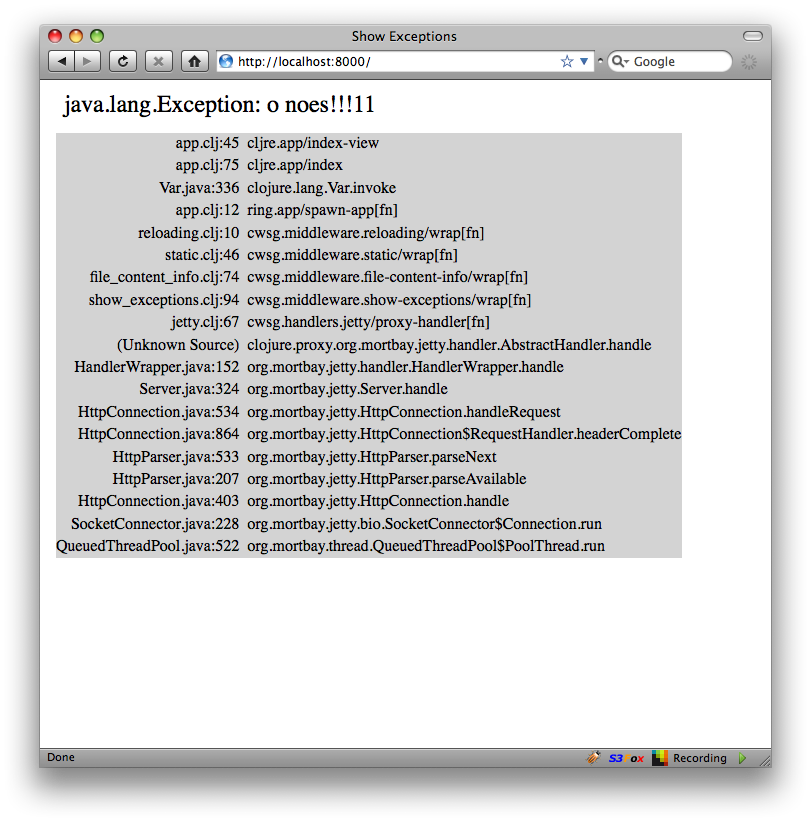 Show Exceptions
http://localhost:8000/
Google
java.lang.Exception: o noes!!!11
app.clj:45 cljre.app/index-view
app.clj:75 cljre.app/index
Var.java:336 clojure.lang.Var.invoke
app.clj:12 ring.app/spawn-app[fn]
reloading.clj:10 cwsg.middleware.reloading/wrap[fn]
static.clj:46 cwsg.middleware.static/wrap[fn]
file_content_info.clj:74 cwsg.middleware.file-content-info/wrap[fn]
show_exceptions.clj:94 cwsg.middleware.show-exceptions/wrap[fn]
jetty.clj:67 cwsg.handlers.jetty/proxy-handler[fn]
(Unknown Source) clojure.proxy.org.mortbay.jetty.handler.AbstractHandler.handle
HandlerWrapper.java:152 org.mortbay.jetty.handler.HandlerWrapper.handle
Server.java:324 org.mortbay.jetty.Server.handle
HttpConnection.java:534 org.mortbay.jetty.HttpConnection.handleRequest
HttpConnection.java:864 org.mortbay.jetty.HttpConnection$RequestHandler.headerComplete
HttpParser.java:533 org.mortbay.jetty.HttpParser.parseNext
HttpParser.java:207 org.mortbay.jetty.HttpParser.parseAvailable
HttpConnection.java:403 org.mortbay.jetty.HttpConnection.handle
SocketConnector.java:228 org.mortbay.jetty.bio.SocketConnector$Connection.run
QueuedThreadPool.java:522 org.mortbay.thread.QueuedThreadPool$PoolThread.run
Done
S3Fox
Recording